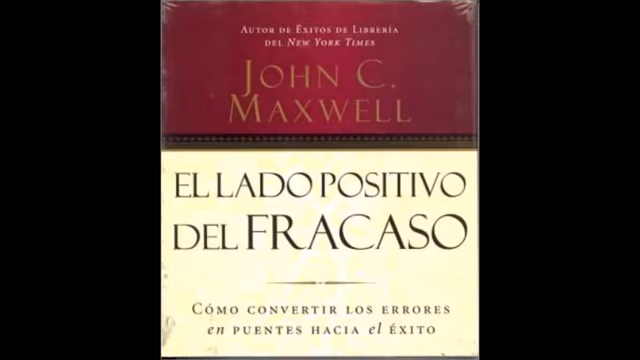 AUTOR DE ÉXITOS DE LIBRERÍA
DEL NEW YORK TIMES
JOHN C.
MAXWELL
EL LADO POSITIVO
DEL FRACASO
CÓMO CONVERTIR LOS ERRORES
en PUENTES HACIA el ÉXITO